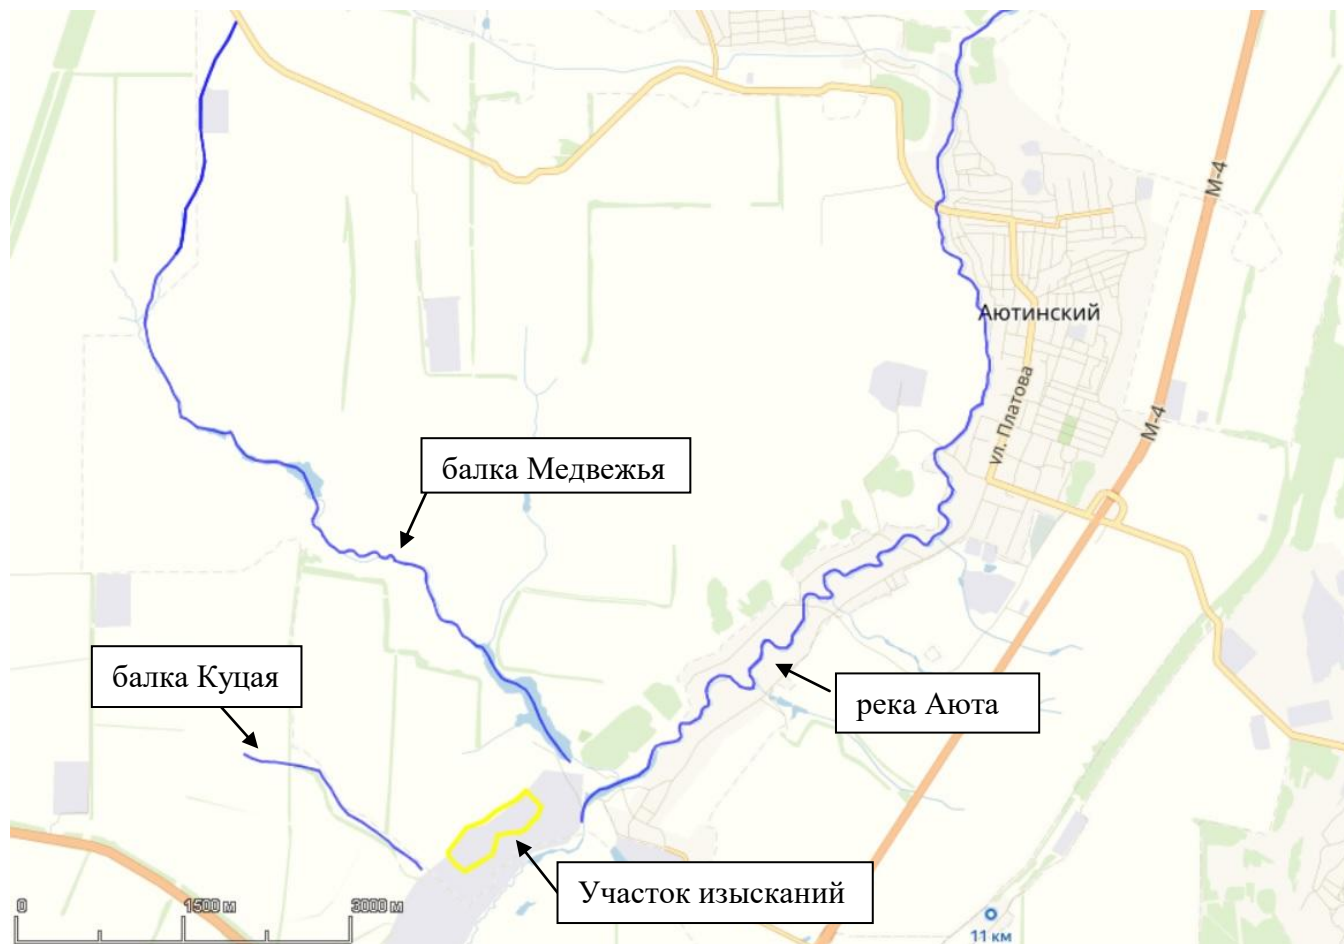 М-4
Аютинский
ул. Платова
М-4
балка Медвежья
балка Куцая
река Аюта
Участок изысканий
0 1500 м 3000 м
11 км